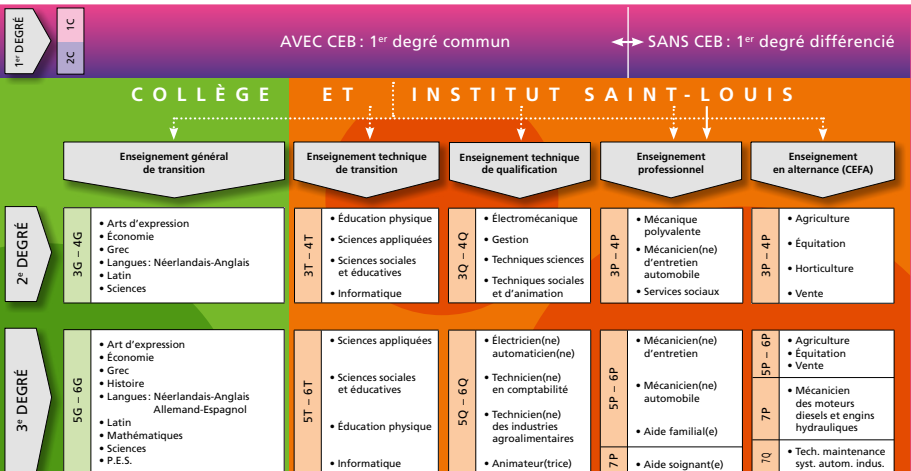 1er DEGRÉ
1C
2C
AVEC CEB : 1er degré commun
SANS CEB : 1er degré différencié
COLLÈGE ET INSTITUT SAINT-LOUIS
Enseignement général
de transition
Enseignement technique
de transition
Enseignement technique
de qualification
Enseignement
professionnel
Enseignement
en alternance (CEFA)
2e DEGRÉ
3G – 4G
• Arts d'expression
• Économie
• Grec
• Langues : Néerlandais-Anglais
• Latin
• Sciences
3T – 4T
• Éducation physique
• Sciences appliquées
• Sciences sociales
et éducatives
• Informatique
3Q – 4Q
• Électromécanique
• Gestion
• Techniques sciences
• Techniques sociales
et d'animation
3P – 4P
• Mécanique
polyvalente
• Mécanicien(ne)
d'entretien
automobile
• Services sociaux
3P – 4P
• Agriculture
• Équitation
• Horticulture
• Vente
3e DEGRÉ
5G – 6G
• Art d'expression
• Économie
• Grec
• Histoire
• Langues : Néerlandais-Anglais
Allemand-Espagnol
• Latin
• Mathématiques
• Sciences
• P.E.S.
5T – 6T
• Sciences appliquées
• Sciences sociales
et éducatives
• Éducation physique
• Informatique
5Q – 6Q
• Électricien(ne)
automaticien(ne)
• Technicien(ne)
en comptabilité
• Technicien(ne)
des industries
agroalimentaires
• Animateur(trice)
5P – 6P
• Mécanicien(ne)
d'entretien
• Mécanicien(ne)
automobile
• Aide familial(e)
7P
• Aide soignant(e)
5P – 6P
• Agriculture
• Équitation
• Vente
7P
• Mécanicien
des moteurs
diesels et engins
hydrauliques
7Q
• Tech. maintenance
syst. autom. indus.